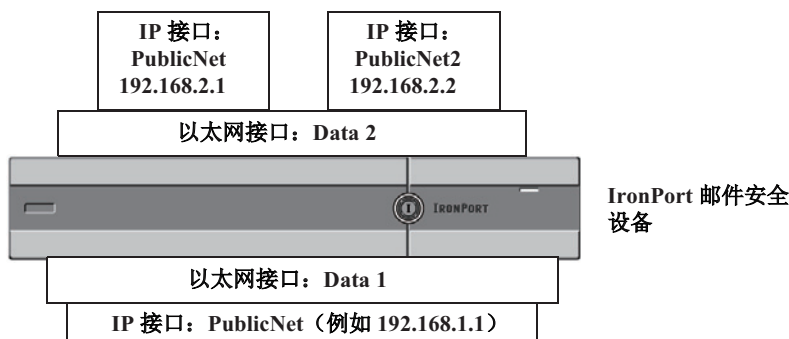 IP 接口：
PublicNet
192.168.2.1
IP 接口：
PublicNet2
192.168.2.2
以太网接口：Data 2
IRONPORT
IronPort 邮件安全
设备
以太网接口：Data 1
IP 接口：PublicNet（例如 192.168.1.1）